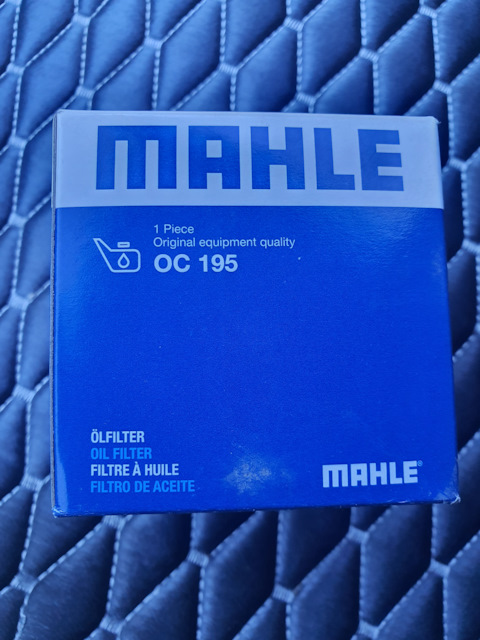 MAHLE
1 Piece
Original equipment quality
OC 195
ÖLFILTER
OIL FILTER
FILTRE À HUILE
FILTRO DE ACEITE
MAHLE®